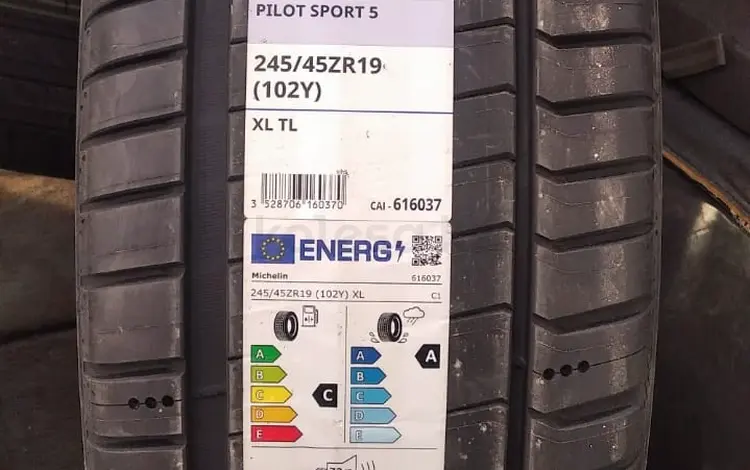 PILOT SPORT 5
245/45ZR19
(102Y)
XL TL
3 528706 160370
CAI - 616037
ENERG
Michelin 616037
245/45ZR19 (102Y) XL C1
A A
B B
C C
D D
E E
C
A